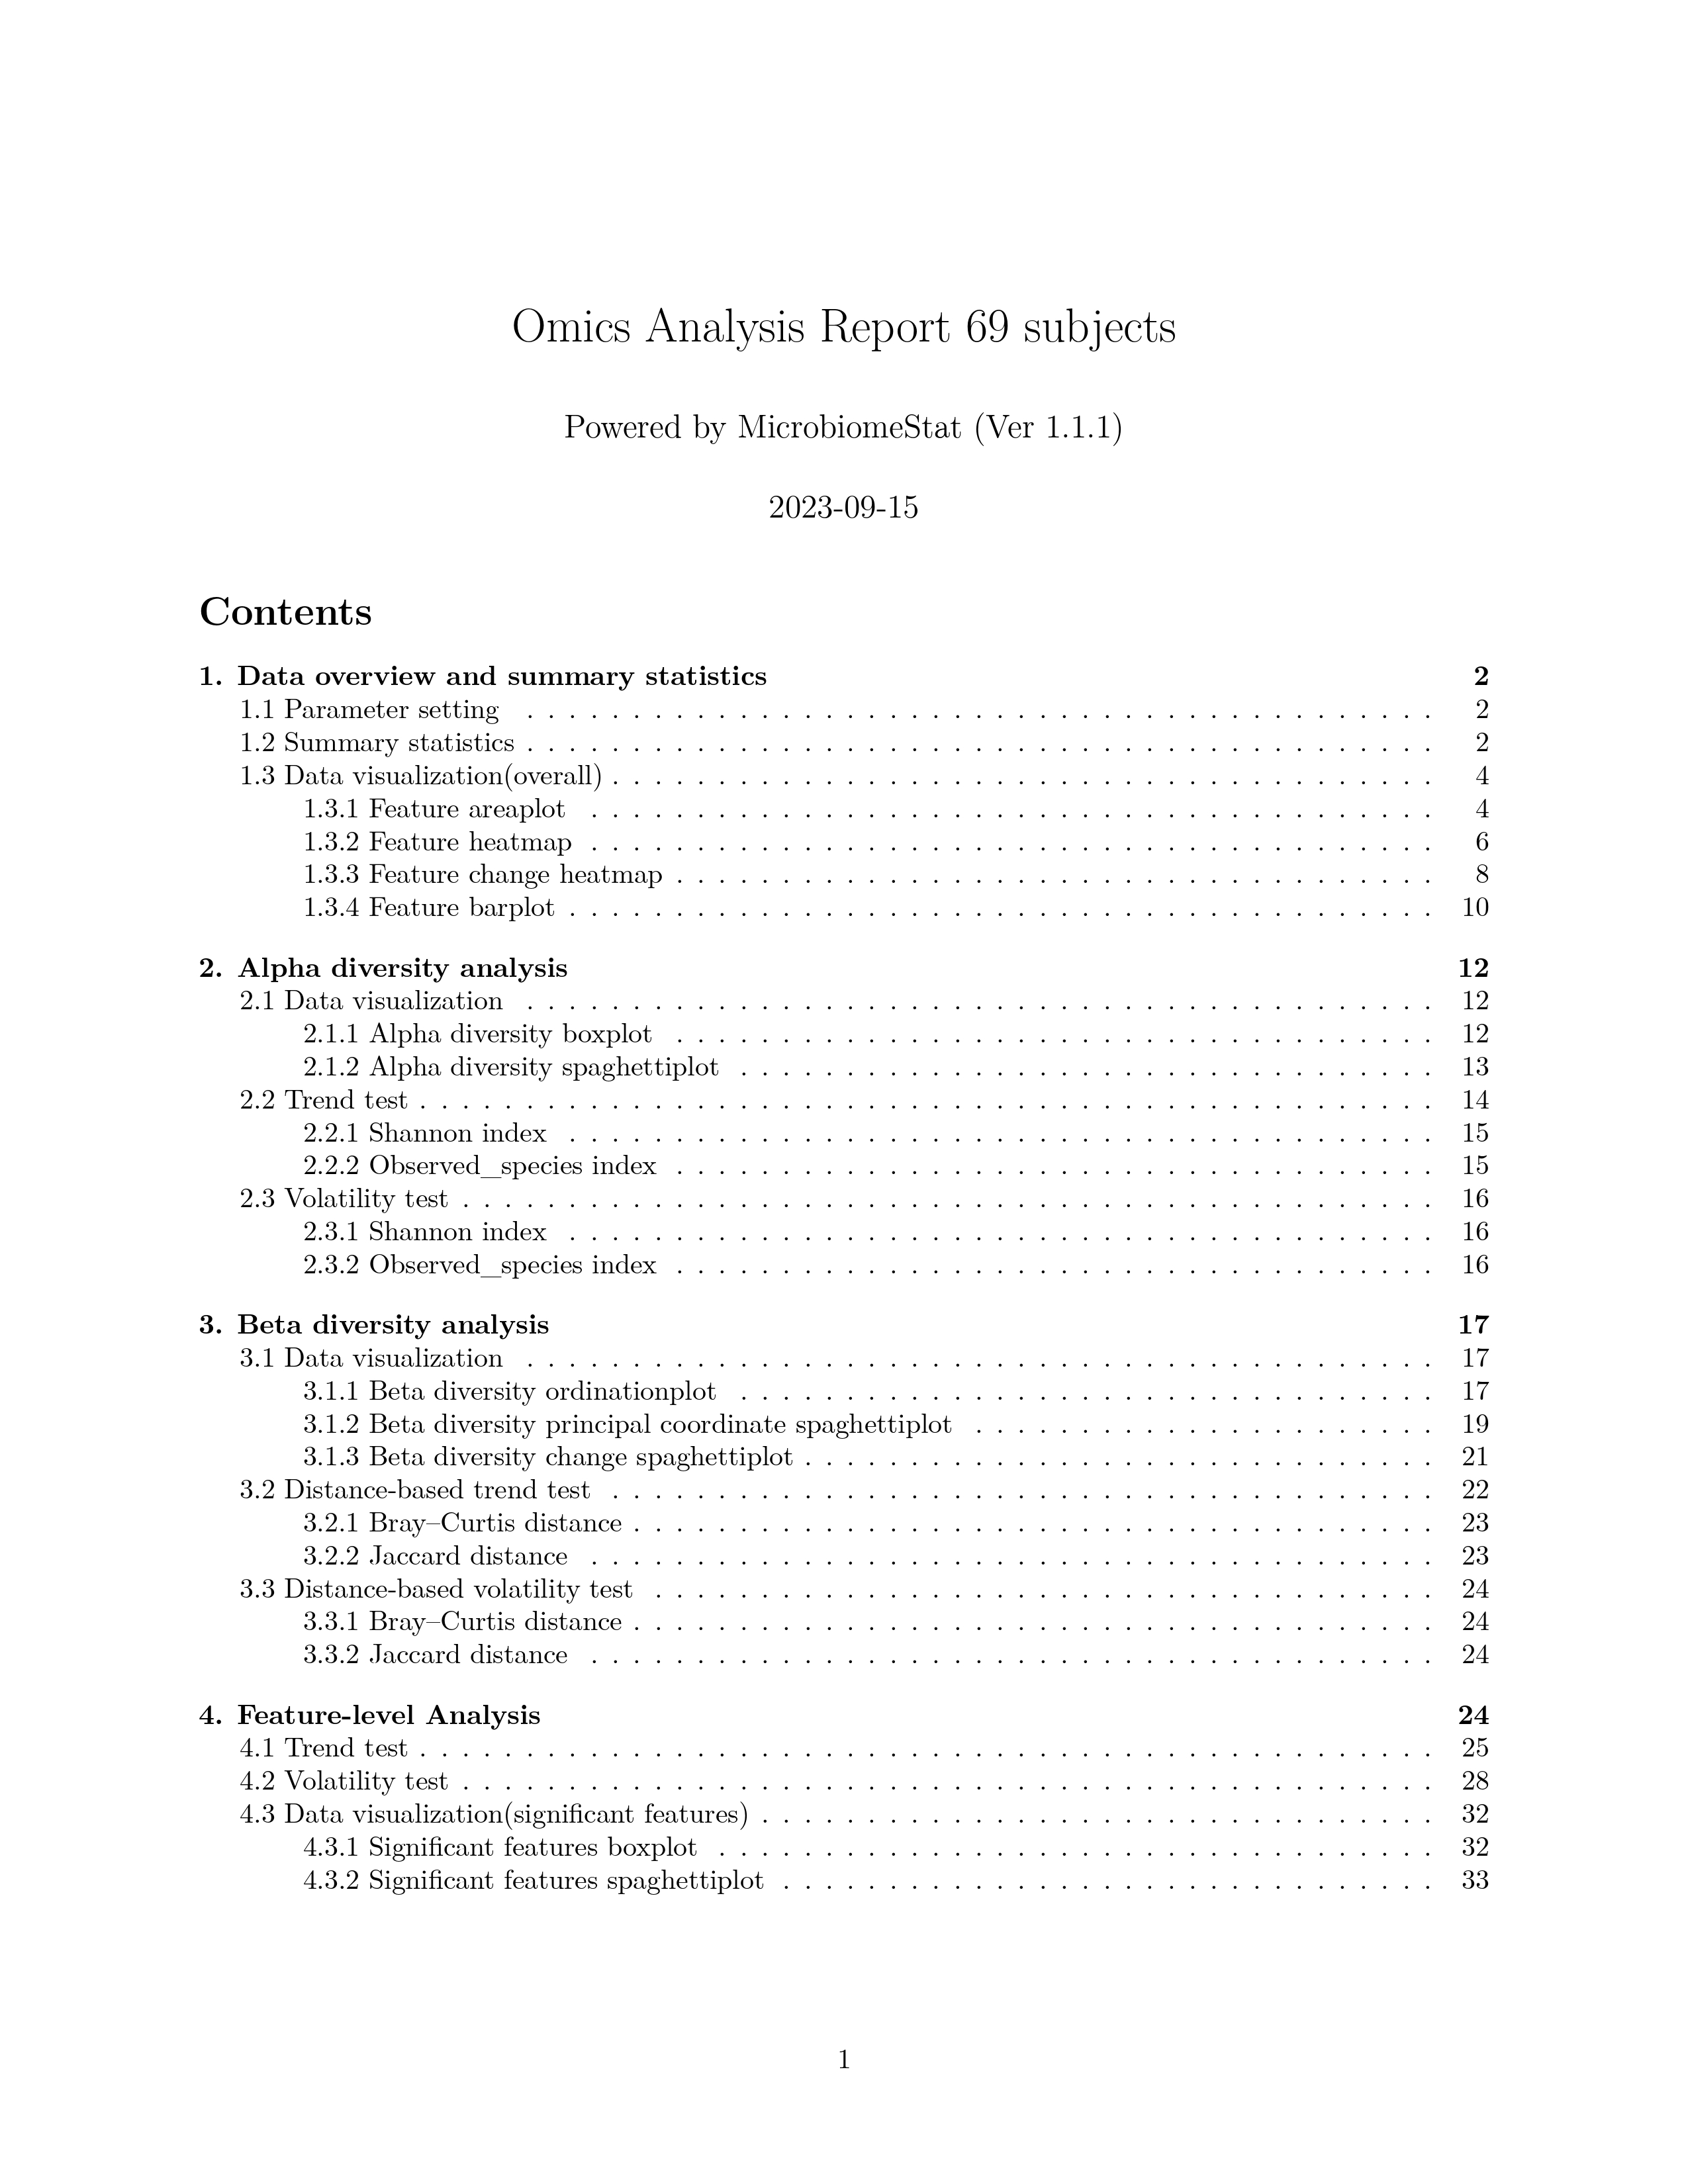 Omics Analysis Report 69 subjects
Powered by MicrobiomeStat (Ver 1.1.1)
2023-09-15
Contents
1. Data overview and summary statistics 2
1.1 Parameter setting . . . . . . . . . . . . . . . . . . . . . . . . . . . . . . . . . . . . . . . . . . . 2
1.2 Summary statistics . . . . . . . . . . . . . . . . . . . . . . . . . . . . . . . . . . . . . . . . . . . 2
1.3 Data visualization(overall) . . . . . . . . . . . . . . . . . . . . . . . . . . . . . . . . . . . . . . . 4
1.3.1 Feature areaplot . . . . . . . . . . . . . . . . . . . . . . . . . . . . . . . . . . . . . . . . 4
1.3.2 Feature heatmap . . . . . . . . . . . . . . . . . . . . . . . . . . . . . . . . . . . . . . . . 6
1.3.3 Feature change heatmap . . . . . . . . . . . . . . . . . . . . . . . . . . . . . . . . . . . . 8
1.3.4 Feature barplot . . . . . . . . . . . . . . . . . . . . . . . . . . . . . . . . . . . . . . . . . 10
2. Alpha diversity analysis 12
2.1 Data visualization . . . . . . . . . . . . . . . . . . . . . . . . . . . . . . . . . . . . . . . . . . . 12
2.1.1 Alpha diversity boxplot . . . . . . . . . . . . . . . . . . . . . . . . . . . . . . . . . . . . 12
2.1.2 Alpha diversity spaghettiplot . . . . . . . . . . . . . . . . . . . . . . . . . . . . . . . . . 13
2.2 Trend test . . . . . . . . . . . . . . . . . . . . . . . . . . . . . . . . . . . . . . . . . . . . . . . . 14
2.2.1 Shannon index . . . . . . . . . . . . . . . . . . . . . . . . . . . . . . . . . . . . . . . . . 15
2.2.2 Observed_species index . . . . . . . . . . . . . . . . . . . . . . . . . . . . . . . . . . . . 15
2.3 Volatility test . . . . . . . . . . . . . . . . . . . . . . . . . . . . . . . . . . . . . . . . . . . . . . 16
2.3.1 Shannon index . . . . . . . . . . . . . . . . . . . . . . . . . . . . . . . . . . . . . . . . . 16
2.3.2 Observed_species index . . . . . . . . . . . . . . . . . . . . . . . . . . . . . . . . . . . . 16
3. Beta diversity analysis 17
3.1 Data visualization . . . . . . . . . . . . . . . . . . . . . . . . . . . . . . . . . . . . . . . . . . . 17
3.1.1 Beta diversity ordinationplot . . . . . . . . . . . . . . . . . . . . . . . . . . . . . . . . . 17
3.1.2 Beta diversity principal coordinate spaghettiplot . . . . . . . . . . . . . . . . . . . . . . 19
3.1.3 Beta diversity change spaghettiplot . . . . . . . . . . . . . . . . . . . . . . . . . . . . . . 21
3.2 Distance-based trend test . . . . . . . . . . . . . . . . . . . . . . . . . . . . . . . . . . . . . . . 22
3.2.1 Bray–Curtis distance . . . . . . . . . . . . . . . . . . . . . . . . . . . . . . . . . . . . . . 23
3.2.2 Jaccard distance . . . . . . . . . . . . . . . . . . . . . . . . . . . . . . . . . . . . . . . . 23
3.3 Distance-based volatility test . . . . . . . . . . . . . . . . . . . . . . . . . . . . . . . . . . . . . 24
3.3.1 Bray–Curtis distance . . . . . . . . . . . . . . . . . . . . . . . . . . . . . . . . . . . . . . 24
3.3.2 Jaccard distance . . . . . . . . . . . . . . . . . . . . . . . . . . . . . . . . . . . . . . . . 24
4. Feature-level Analysis 24
4.1 Trend test . . . . . . . . . . . . . . . . . . . . . . . . . . . . . . . . . . . . . . . . . . . . . . . . 25
4.2 Volatility test . . . . . . . . . . . . . . . . . . . . . . . . . . . . . . . . . . . . . . . . . . . . . . 28
4.3 Data visualization(significant features) . . . . . . . . . . . . . . . . . . . . . . . . . . . . . . . . 32
4.3.1 Significant features boxplot . . . . . . . . . . . . . . . . . . . . . . . . . . . . . . . . . . 32
4.3.2 Significant features spaghettiplot . . . . . . . . . . . . . . . . . . . . . . . . . . . . . . . 33
1